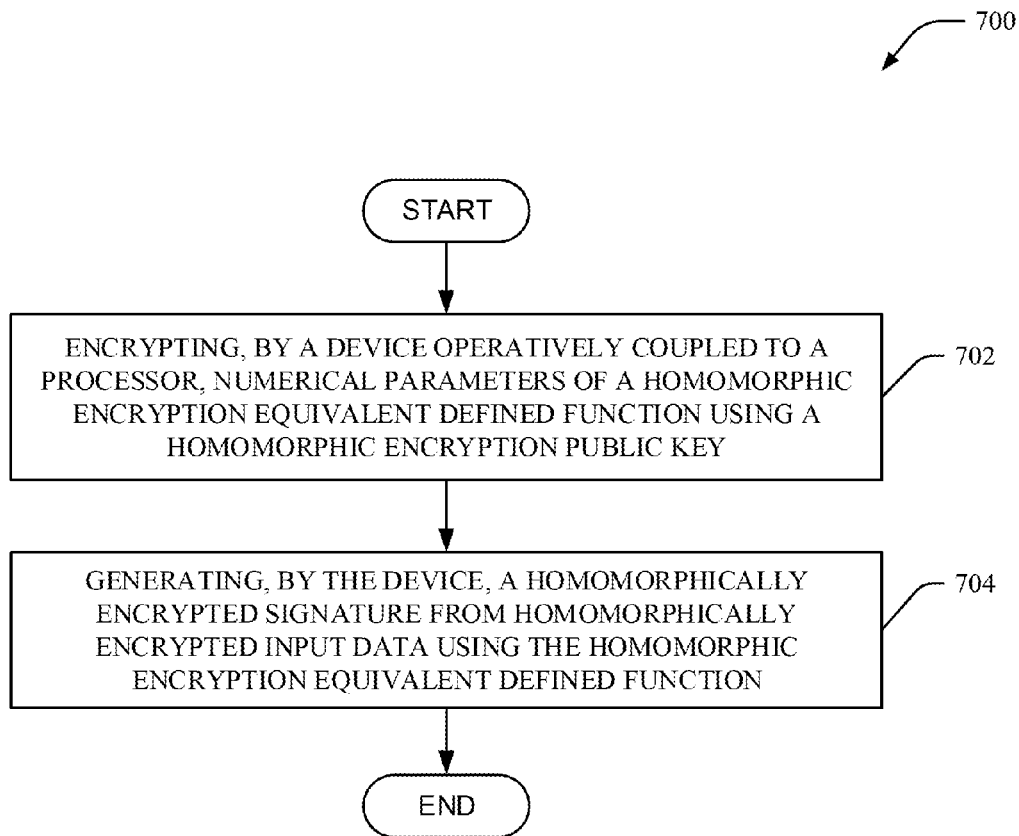 700
START
ENCRYPTING, BY A DEVICE OPERATIVELY COUPLED TO A
PROCESSOR, NUMERICAL PARAMETERS OF A HOMOMORPHIC
ENCRYPTION EQUIVALENT DEFINED FUNCTION USING A
HOMOMORPHIC ENCRYPTION PUBLIC KEY
702
GENERATING, BY THE DEVICE, A HOMOMORPHICALLY
ENCRYPTED SIGNATURE FROM HOMOMORPHICALLY
ENCRYPTED INPUT DATA USING THE HOMOMORPHIC
ENCRYPTION EQUIVALENT DEFINED FUNCTION
704
END